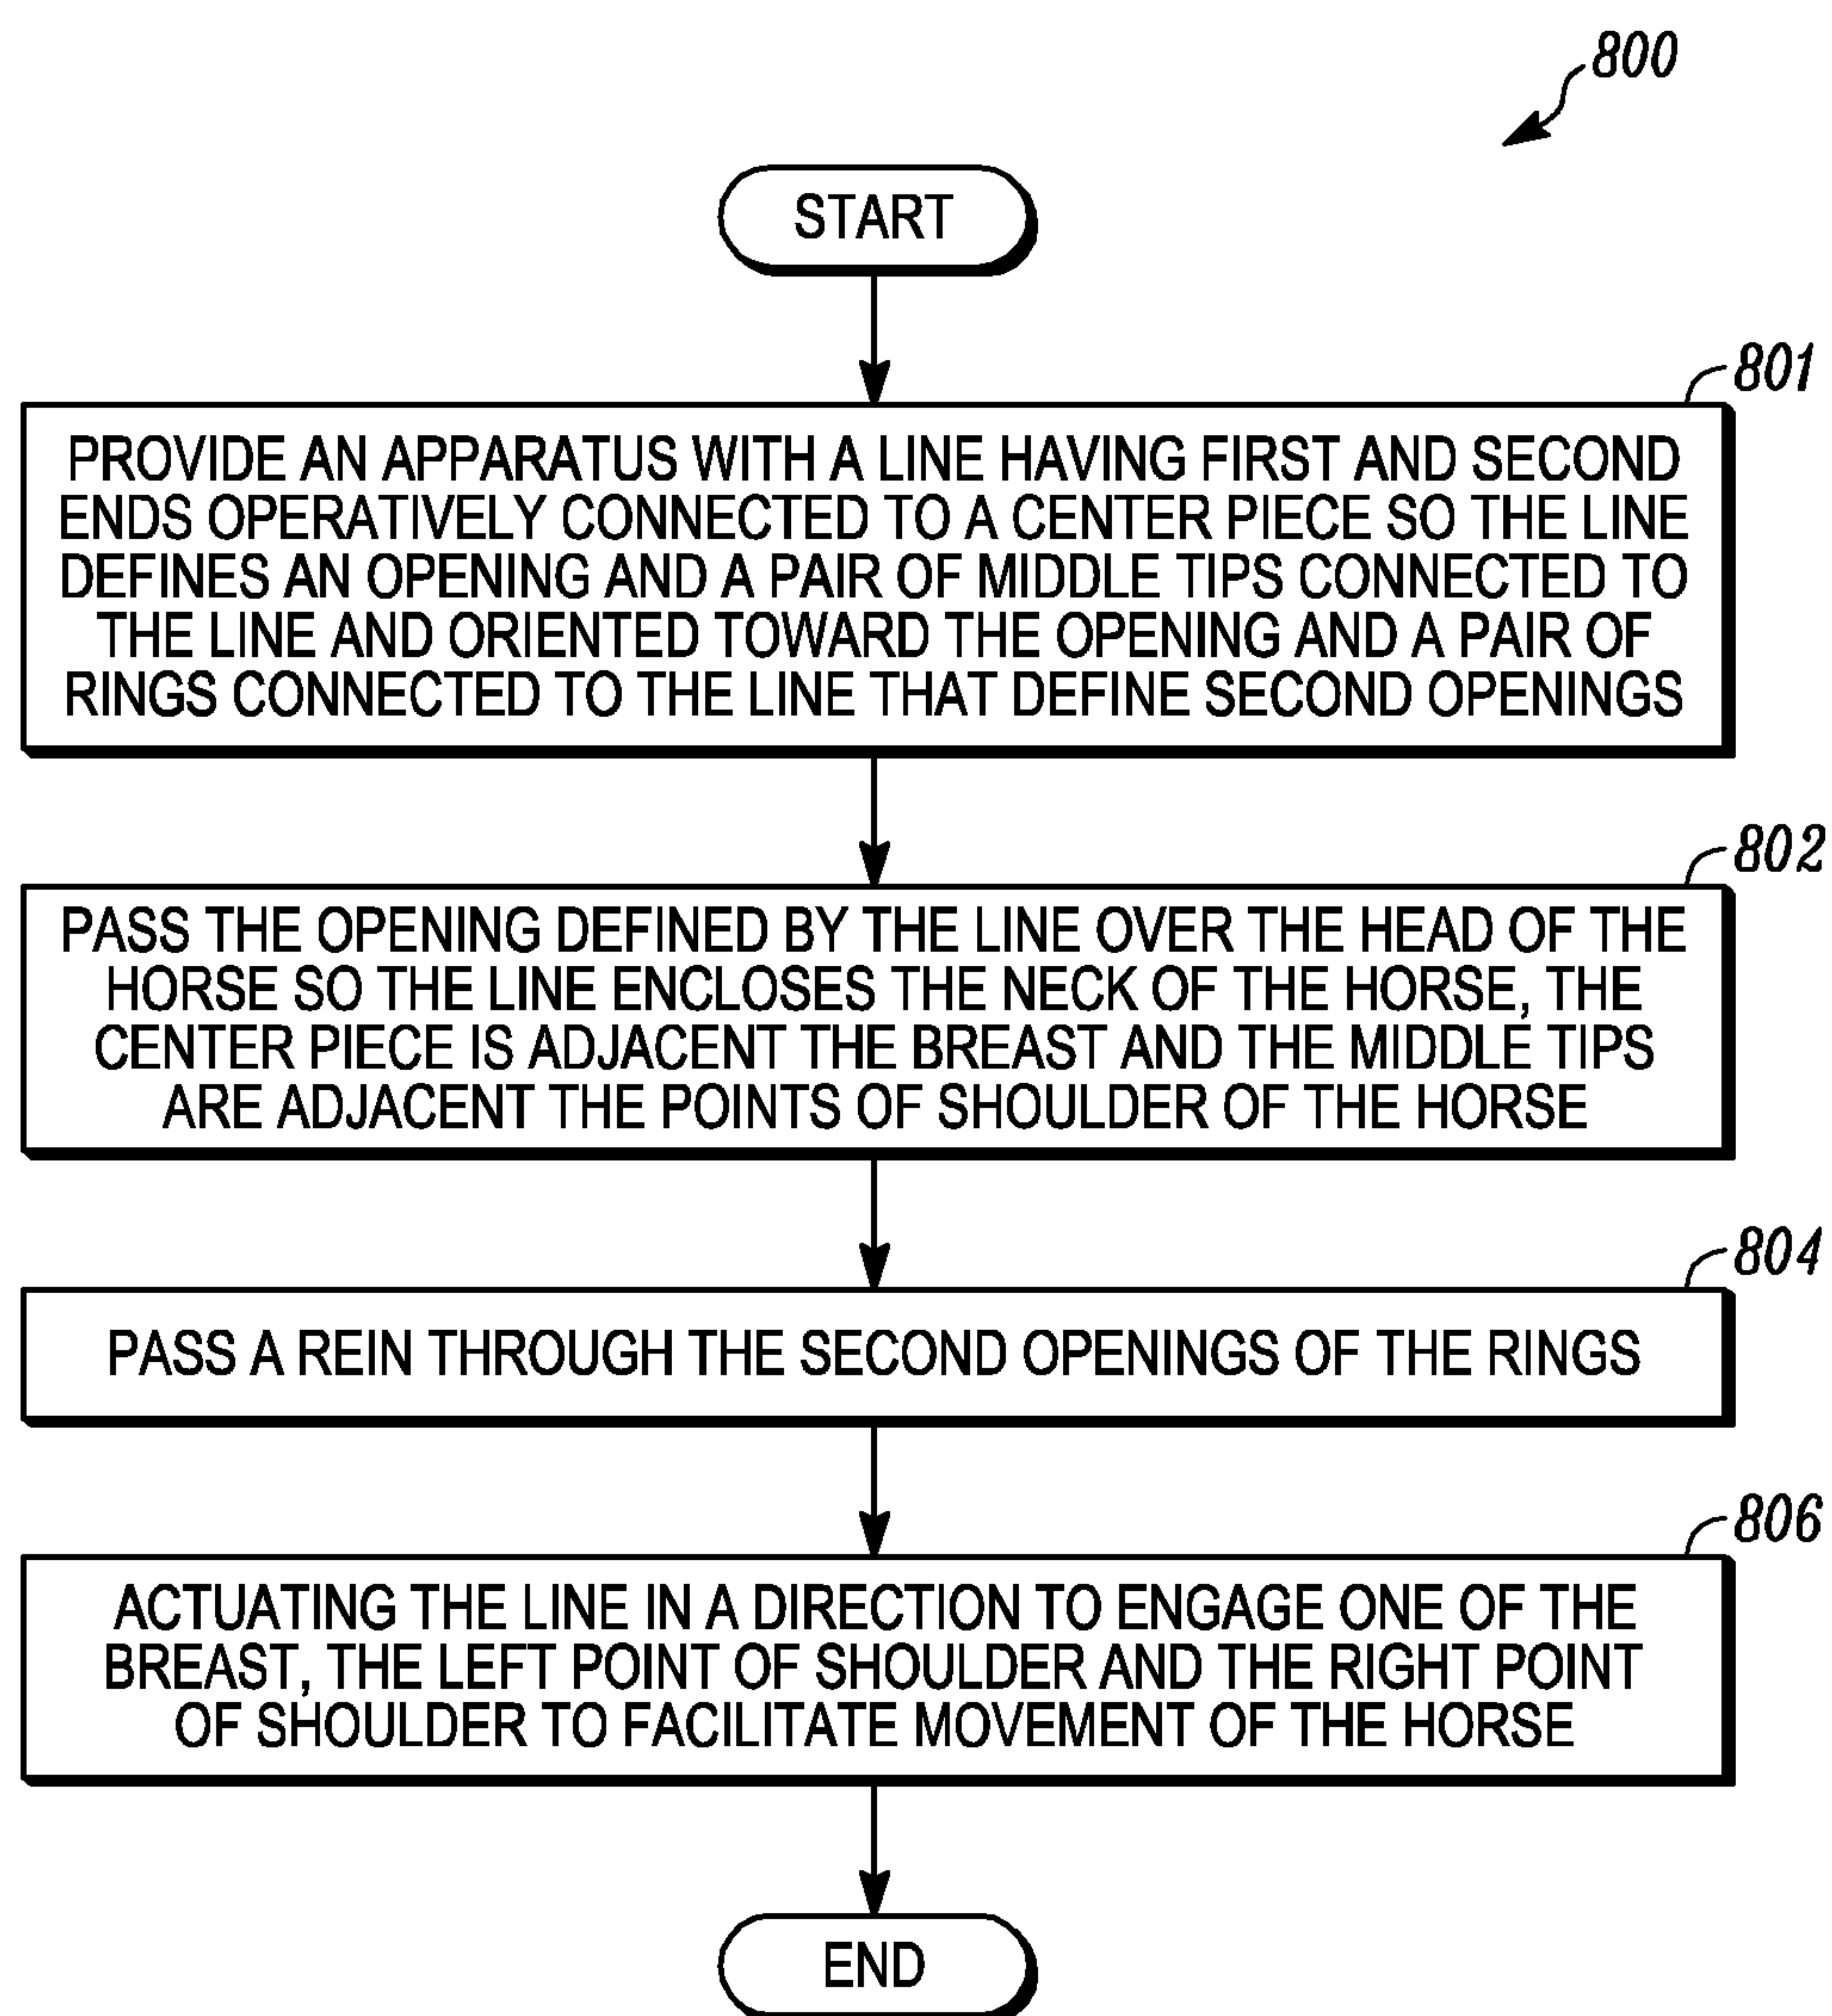 800
START
801
PROVIDE AN APPARATUS WITH A LINE HAVING FIRST AND SECOND
ENDS OPERATIVELY CONNECTED TO A CENTER PIECE SO THE LINE
DEFINES AN OPENING AND A PAIR OF MIDDLE TIPS CONNECTED TO
THE LINE AND ORIENTED TOWARD THE OPENING AND A PAIR OF
RINGS CONNECTED TO THE LINE THAT DEFINE SECOND OPENINGS
802
PASS THE OPENING DEFINED BY THE LINE OVER THE HEAD OF THE
HORSE SO THE LINE ENCLOSES THE NECK OF THE HORSE, THE
CENTER PIECE IS ADJACENT THE BREAST AND THE MIDDLE TIPS
ARE ADJACENT THE POINTS OF SHOULDER OF THE HORSE
804
PASS A REIN THROUGH THE SECOND OPENINGS OF THE RINGS
806
ACTUATING THE LINE IN A DIRECTION TO ENGAGE ONE OF THE
BREAST, THE LEFT POINT OF SHOULDER AND THE RIGHT POINT
OF SHOULDER TO FACILITATE MOVEMENT OF THE HORSE
END